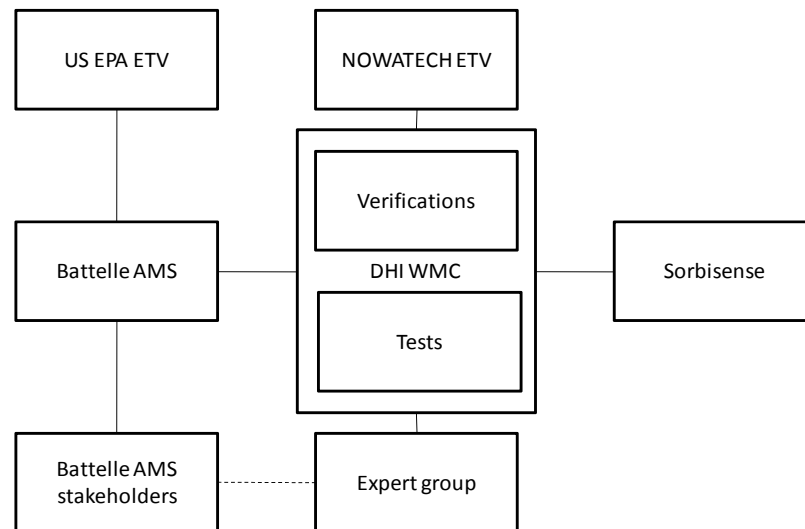 US EPA ETV
NOWATECH ETV
Verifications
Battelle AMS
DHI WMC
Sorbisense
Tests
Battelle AMS
stakeholders
Expert group